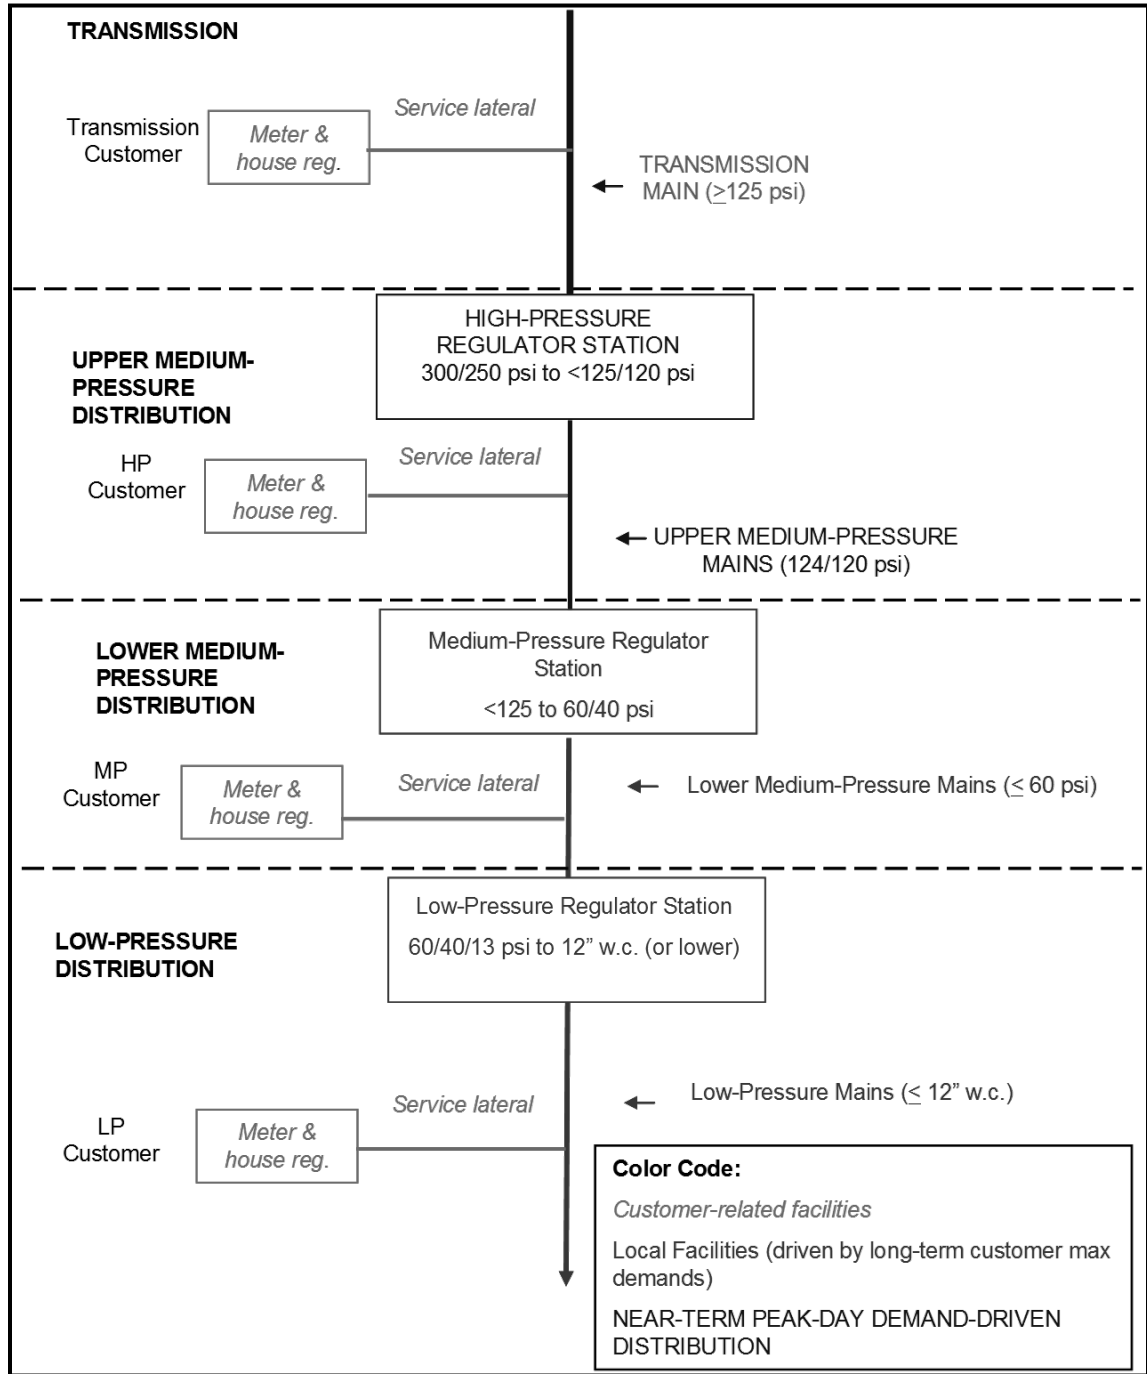 TRANSMISSION
Service lateral
Transmission
Customer
Meter &
house reg.
TRANSMISSION
MAIN (≥125 psi)
HIGH-PRESSURE
REGULATOR STATION
300/250 psi to <125/120 psi
UPPER MEDIUM-
PRESSURE
DISTRIBUTION
Service lateral
HP
Customer
Meter &
house reg.
UPPER MEDIUM-PRESSURE
MAINS (124/120 psi)
Medium-Pressure Regulator
Station
<125 to 60/40 psi
LOWER MEDIUM-
PRESSURE
DISTRIBUTION
MP
Customer
Meter &
house reg.
Service lateral
Lower Medium-Pressure Mains (≤ 60 psi)
Low-Pressure Regulator Station
60/40/13 psi to 12” w.c. (or lower)
LOW-PRESSURE
DISTRIBUTION
Low-Pressure Mains (≤ 12” w.c.)
Service lateral
LP
Customer
Meter &
house reg.
Color Code:
Customer-related facilities
Local Facilities (driven by long-term customer max
demands)
NEAR-TERM PEAK-DAY DEMAND-DRIVEN
DISTRIBUTION